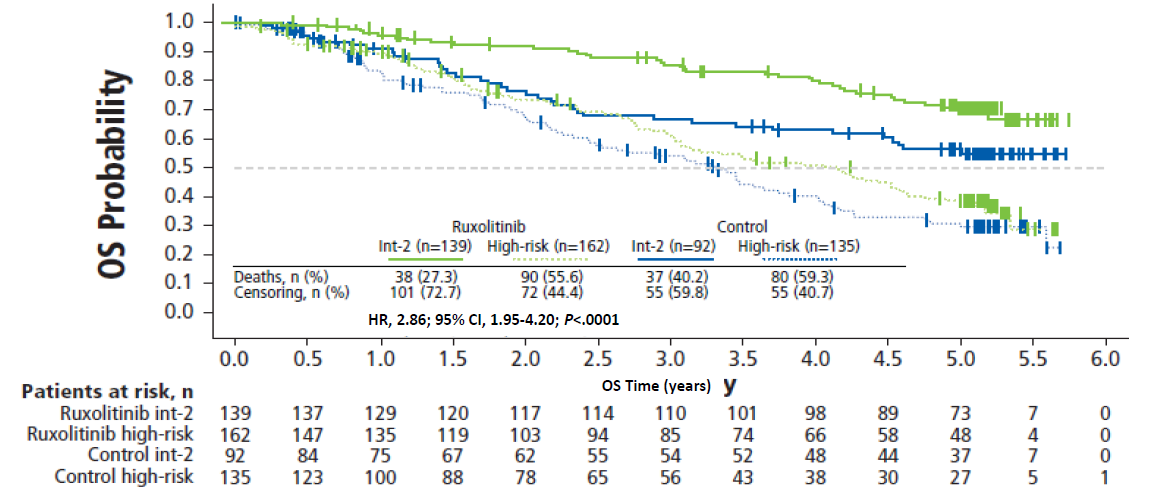 OS Probability
1.0
0.9
0.8
0.7
0.6
0.5
0.4
0.3
0.2
0.1
0.0
Ruxolitinib Control
Int-2 (n=139) High-risk (n=162) Int-2 (n=92) High-risk (n=135)
Deaths, n (%) 38 (27.3) 90 (55.6) 37 (40.2) 80 (59.3)
Censoring, n (%) 101 (72.7) 72 (44.4) 55 (59.8) 55 (40.7)
HR, 2.86; 95% CI, 1.95-4.20; P<.0001
0.0 0.5 1.0 1.5 2.0 2.5 3.0 3.5 4.0 4.5 5.0 5.5 6.0
OS Time (years) y
Patients at risk, n
Ruxolitinib int-2 139 137 129 120 117 114 110 101 98 89 73 7 0
Ruxolitinib high-risk 162 147 135 119 103 94 85 74 66 58 48 4 0
Control int-2 92 84 75 67 62 55 54 52 48 44 37 7 0
Control high-risk 135 123 100 88 78 65 56 43 38 30 27 5 1